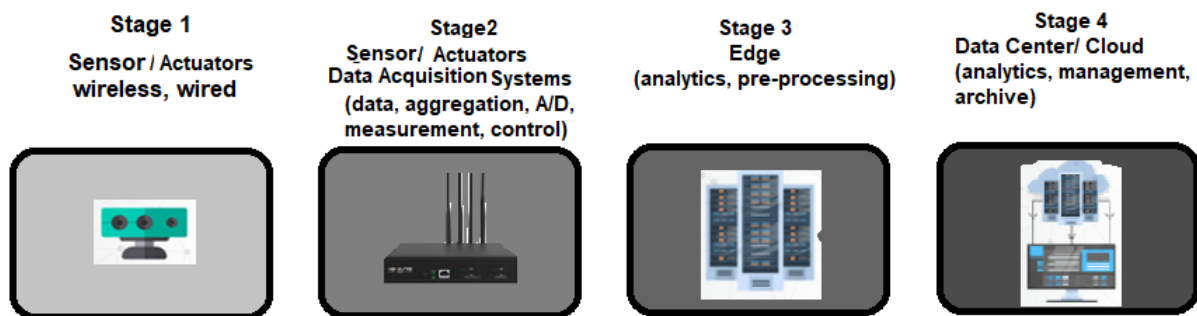 Stage 1
Sensor / Actuators
wireless, wired
Stage2
Sensor/ Actuators
Data Acquisition Systems
(data, aggregation, A/D,
measurement, control)
Stage 3
Edge
(analytics, pre-processing)
Stage 4
Data Center/ Cloud
(analytics, management,
archive)